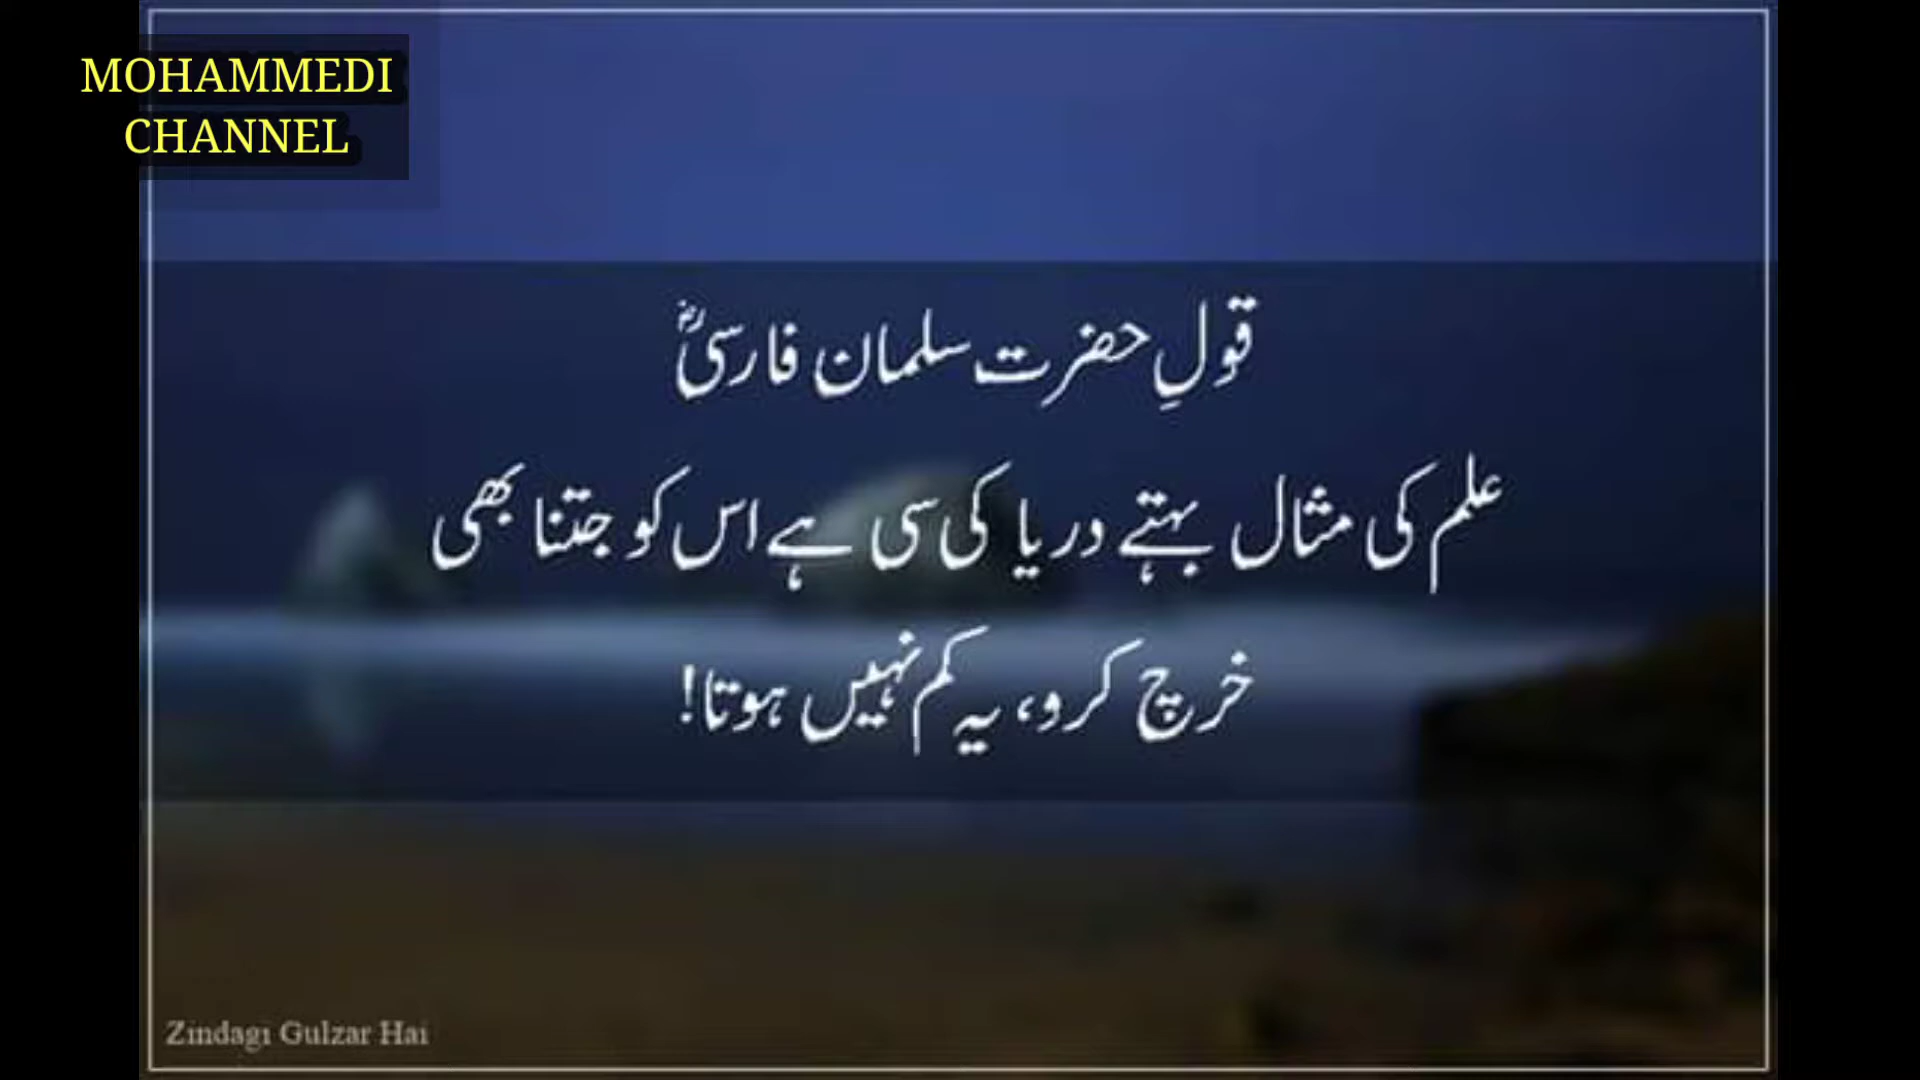 MOHAMMEDI
CHANNEL
قولِ حضرت سلمان فارسیؓ
علم کی مثال بہتے دریا کی سی ہے اس کو جتنا بھی
خرچ کرو، یہ کم نہیں ہوتا!
Zindagi Gulzar Hai